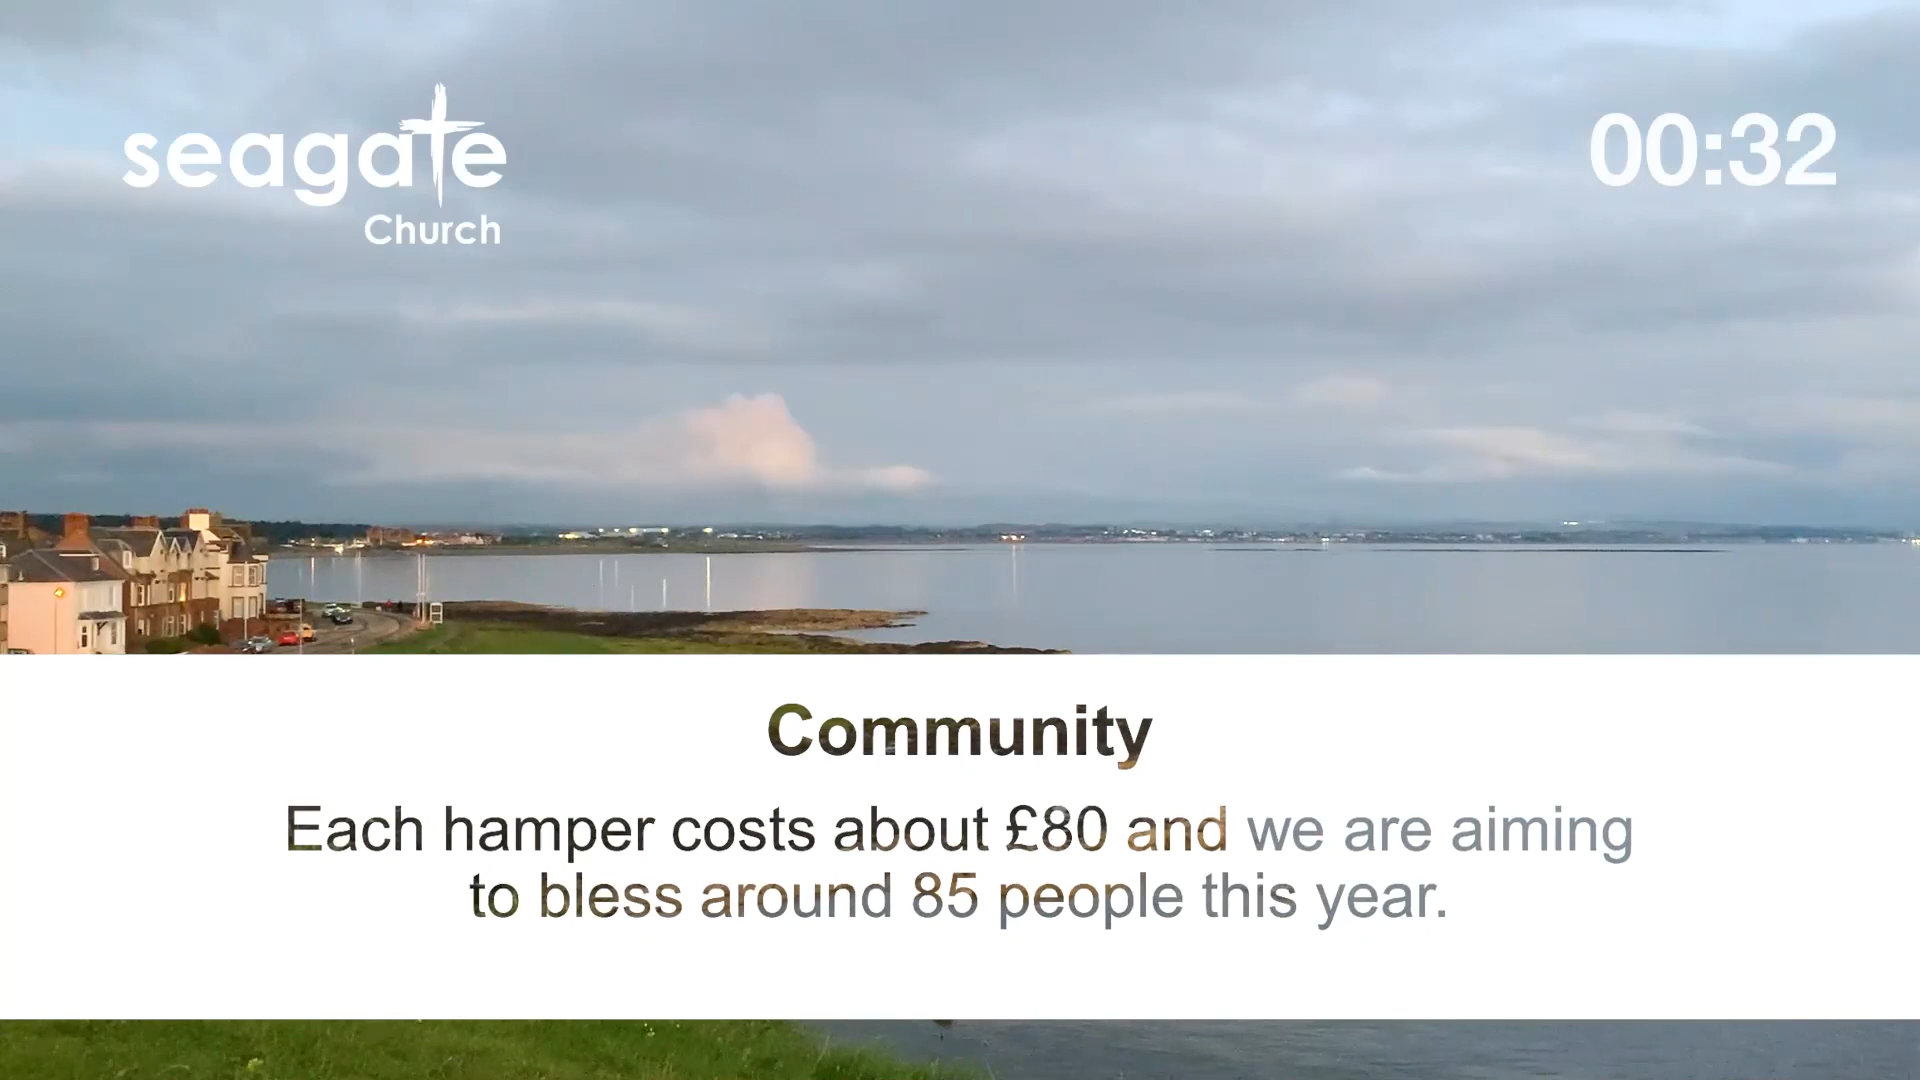 seagate
Church
00:32
Community
Each hamper costs about £80 and we are aiming
to bless around 85 people this year.